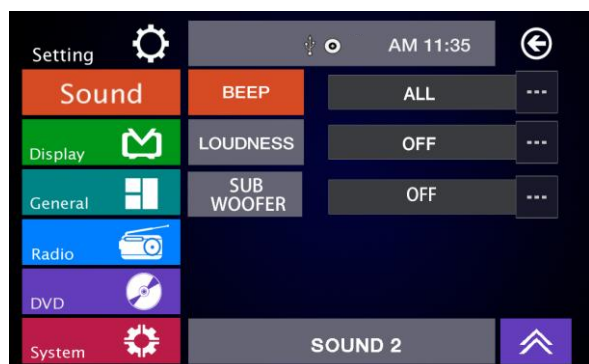 Setting
AM 11:35
Sound
BEEP
ALL
---
Display
LOUDNESS
OFF
---
General
SUB
WOOFER
OFF
---
Radio
DVD
System
SOUND 2